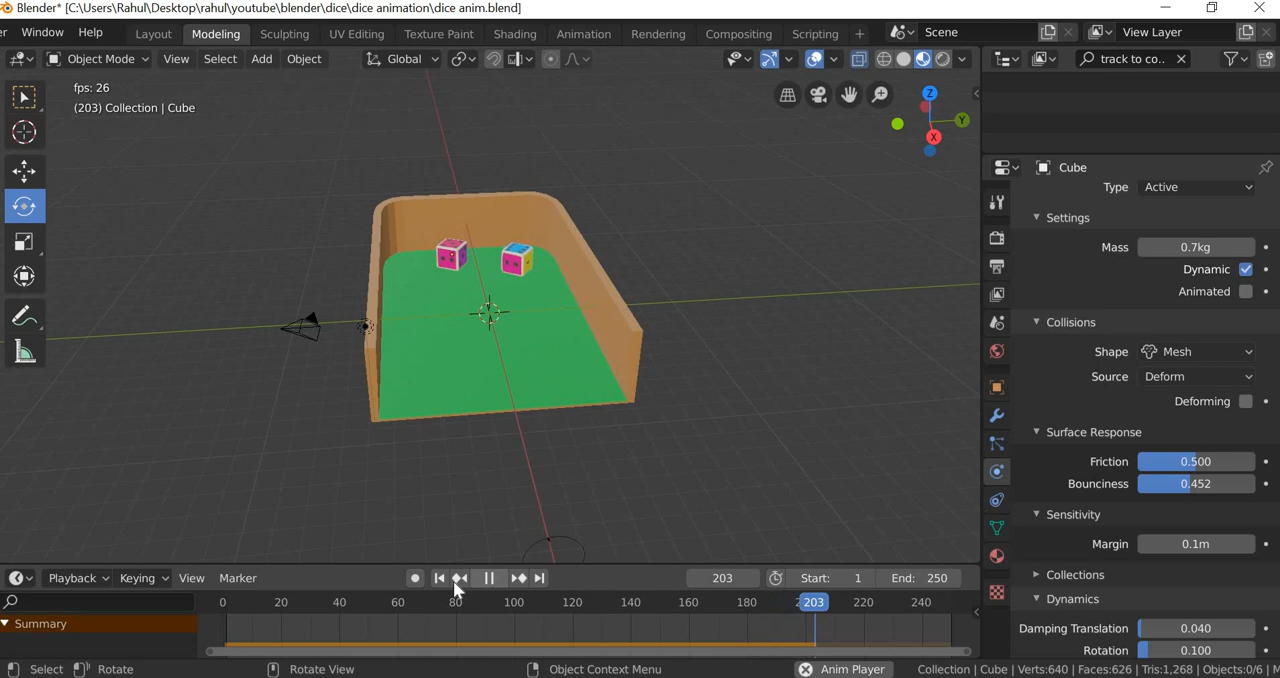 Blender* [C:\Users\Rahul\Desktop\rahul\youtube\blender\dice\dice animation\dice anim.blend]
er Window Help Layout Modeling Sculpting UV Editing Texture Paint Shading Animation Rendering Compositing Scripting + Scene View Layer
Object Mode View Select Add Object Global track to co..
fps: 26
(203) Collection | Cube
Z
Y
X
Cube
Type Active
Settings
Mass 0.7kg
Dynamic
Animated
Collisions
Shape Mesh
Source Deform
Deforming
Surface Response
Friction 0.500
Bounciness 0.452
Sensitivity
Margin 0.1m
Collections
Dynamics
Damping Translation 0.040
Rotation 0.100
Playback Keying View Marker 203 Start: 1 End: 250
0 20 40 60 80 100 120 140 160 180 203 220 240
Summary
Select Rotate Rotate View Object Context Menu Anim Player Collection | Cube | Verts:640 | Faces:626 | Tris:1,268 | Objects:0/6 | M